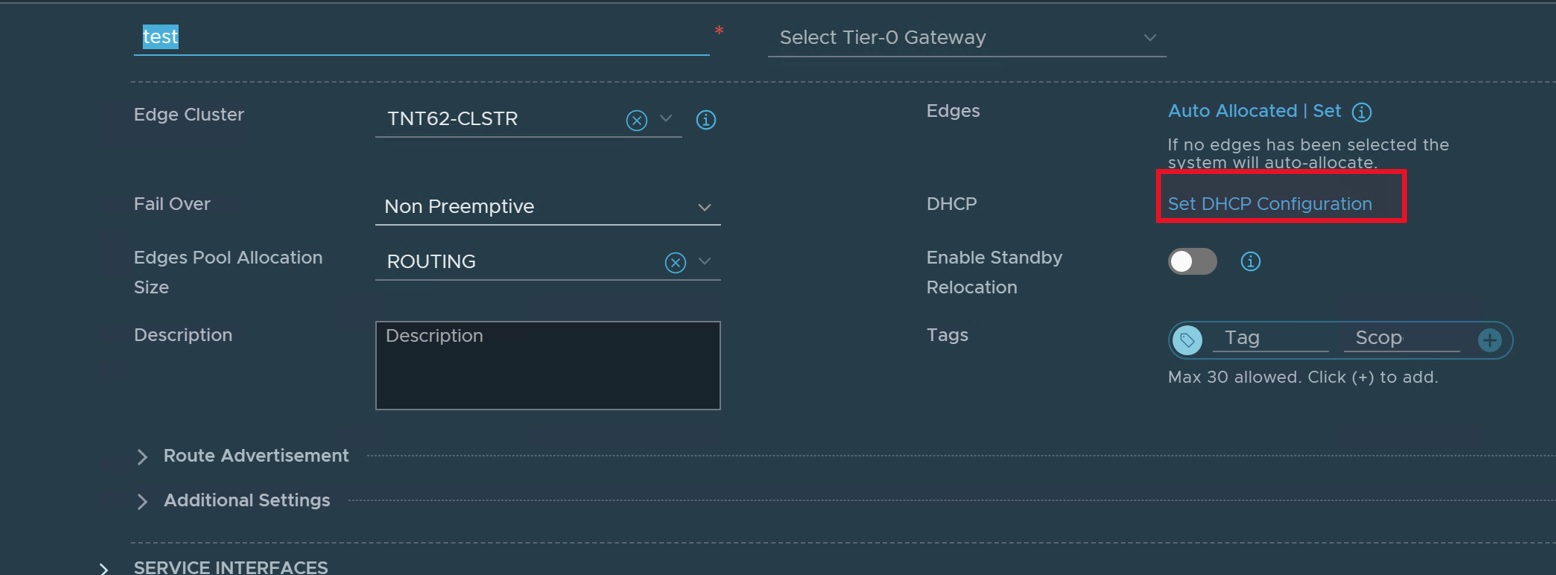 test * Select Tier-0 Gateway
Edge Cluster TNT62-CLSTR Edges Auto Allocated | Set
If no edges has been selected the
system will auto-allocate.
Fail Over Non Preemptive DHCP Set DHCP Configuration
Edges Pool Allocation
Size ROUTING Enable Standby
Relocation
Description Description Tags Tag Scop
Max 30 allowed. Click (+) to add.
Route Advertisement
Additional Settings
SERVICE INTERFACES